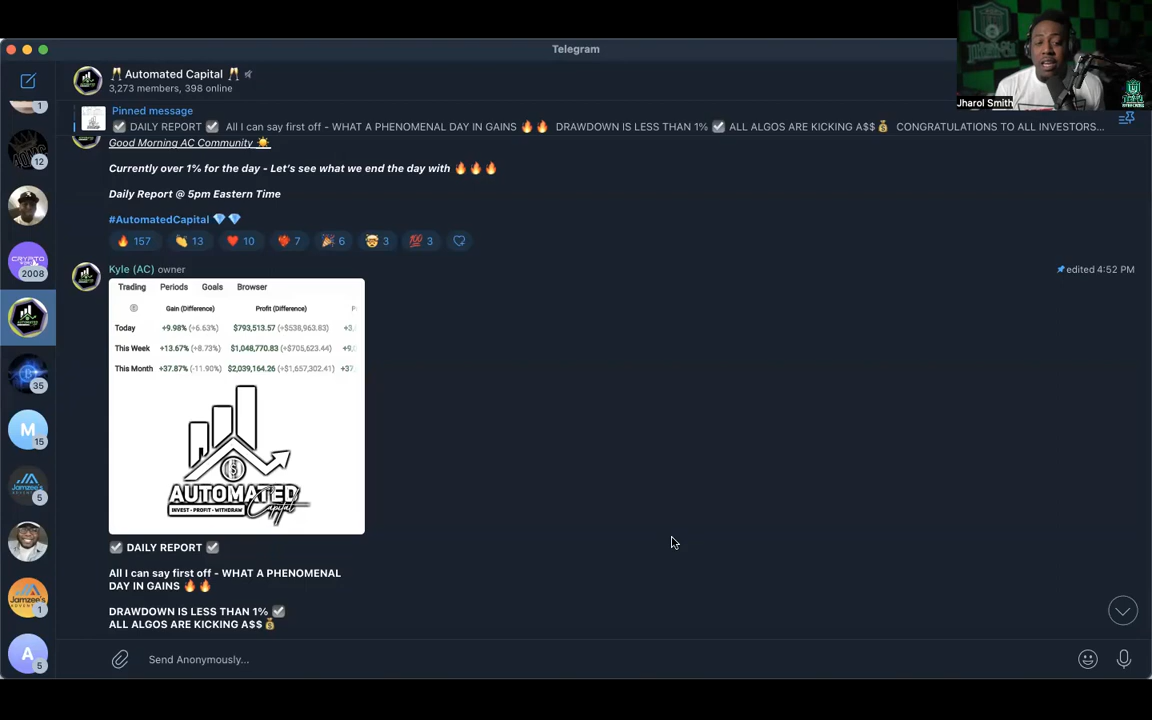 Telegram
Automated Capital
3,273 members, 398 online
Jharol Smith
Pinned message
DAILY REPORT ☑ All I can say first off - WHAT A PHENOMENAL DAY IN GAINS 🔥🔥 DRAWDOWN IS LESS THAN 1% ☑ ALL ALGOS ARE KICKING A$$💰 CONGRATULATIONS TO ALL INVESTORS...
Good Morning AC Community ☀️
Currently over 1% for the day - Let's see what we end the day with 🔥🔥🔥
Daily Report @ 5pm Eastern Time
#AutomatedCapital 💎💎
🔥 157 👏 13 ❤️ 10 7 🎉 6 🤯 3 💯 3
Kyle (AC) owner
edited 4:52 PM
Trading Periods Goals Browser
Gain (Difference) Profit (Difference)
Today +9.98% (+6.63%) $793,513.57 (+$538,963.83) +3.
This Week +13.67% (+8.73%) $1,048,770.83 (+$705,623.44) +9,
This Month +37.87% (-11.90%) $2,039,164.26 (+$1,657,302.41) +37
AUTOMATED
Capital
INVEST - PROFIT - WITHDRAW
☑ DAILY REPORT ☑
All I can say first off - WHAT A PHENOMENAL
DAY IN GAINS 🔥🔥
DRAWDOWN IS LESS THAN 1% ☑
ALL ALGOS ARE KICKING A$$💰
Send Anonymously...
1
12
CRYPTO
2008
35
M
15
5
Jamzee's
1
A
5